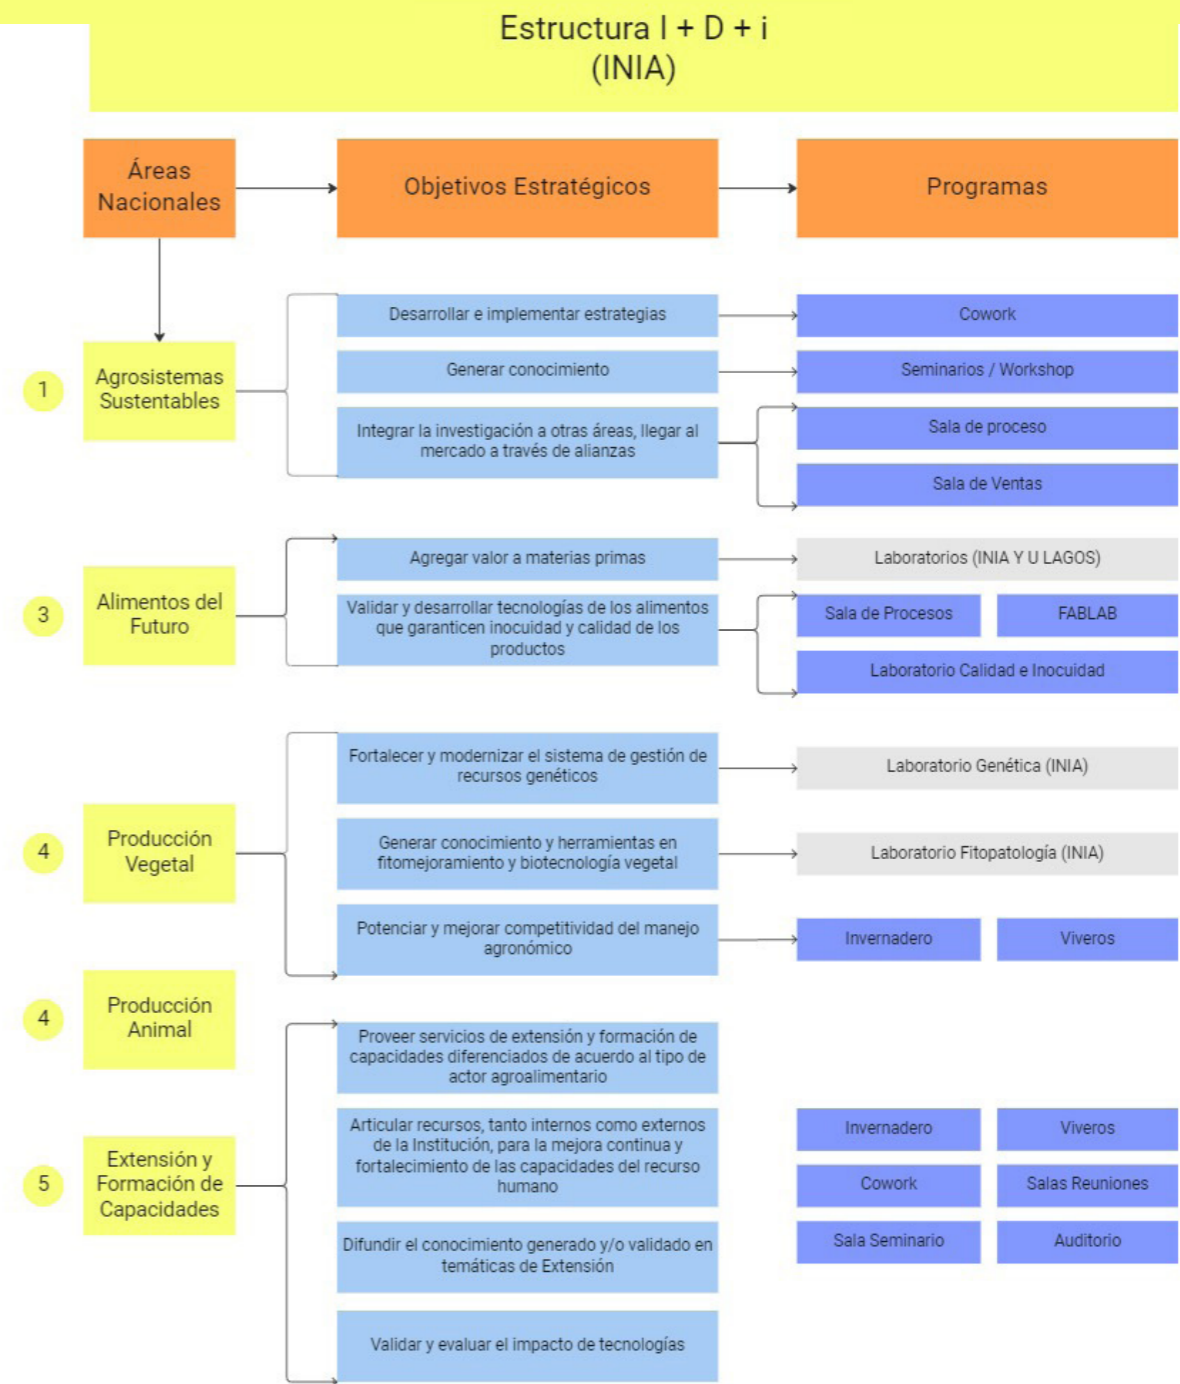 Estructura I + D + i
(INIA)
Áreas
Nacionales
Objetivos Estratégicos
Programas
1
Agrosistemas
Sustentables
Desarrollar e implementar estrategias
Cowork
Generar conocimiento
Seminarios / Workshop
Integrar la investigación a otras áreas, llegar al
mercado a través de alianzas
Sala de proceso
Sala de Ventas
3
Alimentos del
Futuro
Agregar valor a materias primas
Laboratorios (INIA Y U LAGOS)
Validar y desarrollar tecnologías de los alimentos
que garanticen inocuidad y calidad de los
productos
Sala de Procesos
FABLAB
Laboratorio Calidad e Inocuidad
4
Producción
Vegetal
Fortalecer y modernizar el sistema de gestión de
recursos genéticos
Laboratorio Genética (INIA)
Generar conocimiento y herramientas en
fitomejoramiento y biotecnología vegetal
Laboratorio Fitopatología (INIA)
Potenciar y mejorar competitividad del manejo
agronómico
Invernadero
Viveros
4
Producción
Animal
5
Extensión y
Formación de
Capacidades
Proveer servicios de extensión y formación de
capacidades diferenciados de acuerdo al tipo de
actor agroalimentario
Articular recursos, tanto internos como externos
de la Institución, para la mejora continua y
fortalecimiento de las capacidades del recurso
humano
Difundir el conocimiento generado y/o validado en
temáticas de Extensión
Validar y evaluar el impacto de tecnologías
Invernadero
Viveros
Cowork
Salas Reuniones
Sala Seminario
Auditorio